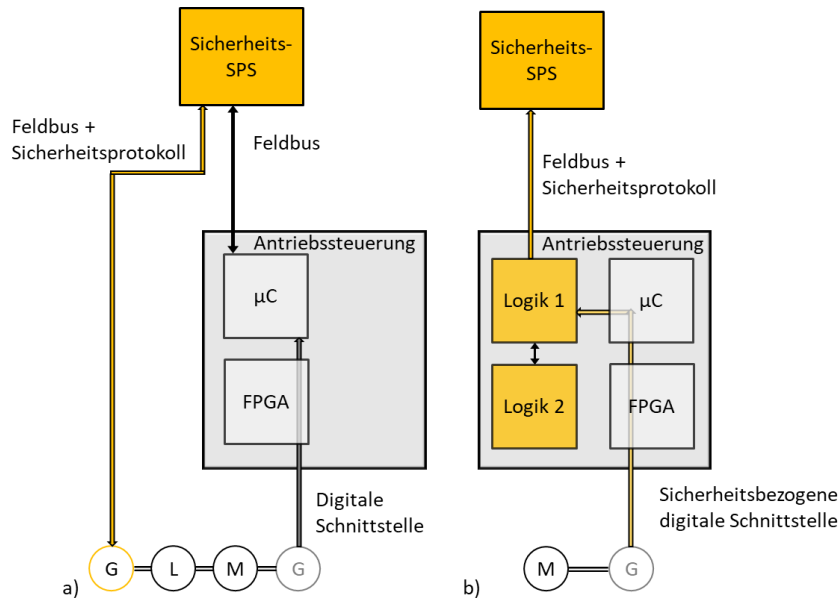 Sicherheits-
SPS
Feldbus +
Sicherheitsprotokoll
Feldbus
Antriebssteuerung
µC
FPGA
Digitale
Schnittstelle
G
L
M
G
a)
Sicherheits-
SPS
Feldbus +
Sicherheitsprotokoll
Antriebssteuerung
Logik 1
µC
Logik 2
FPGA
Sicherheitsbezogene
digitale Schnittstelle
M
G
b)